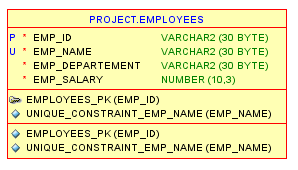 PROJECT.EMPLOYEES
P * EMP_ID VARCHAR2 (30 BYTE)
U * EMP_NAME VARCHAR2 (30 BYTE)
* EMP_DEPARTEMENT VARCHAR2 (30 BYTE)
* EMP_SALARY NUMBER (10,3)
EMPLOYEES_PK (EMP_ID)
UNIQUE_CONSTRAINT_EMP_NAME (EMP_NAME)
EMPLOYEES_PK (EMP_ID)
UNIQUE_CONSTRAINT_EMP_NAME (EMP_NAME)